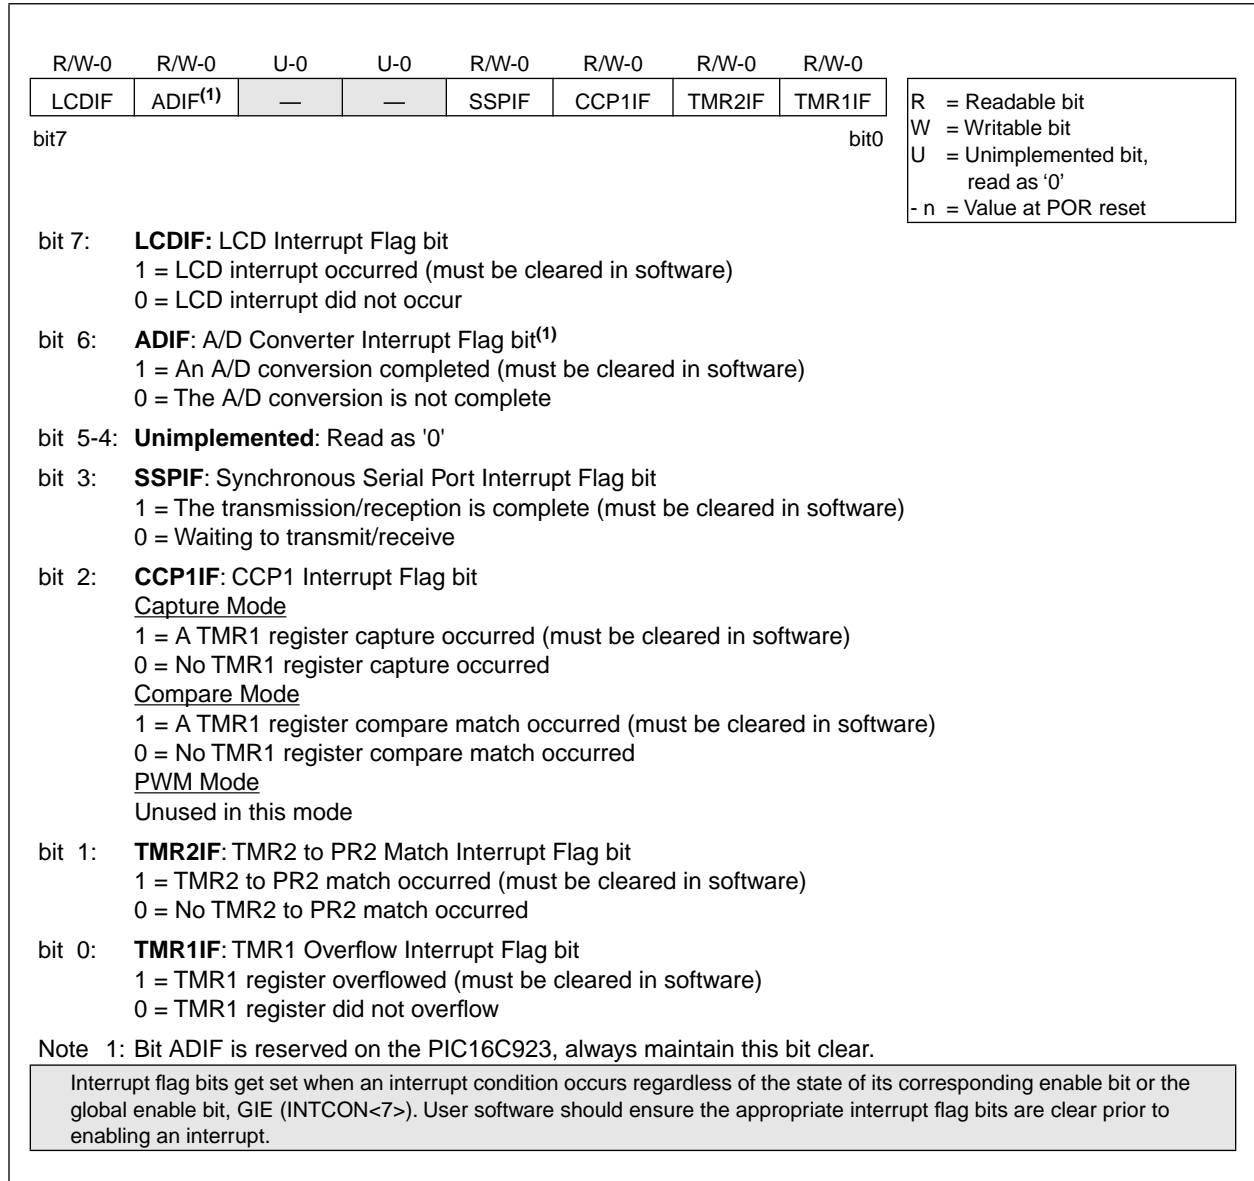 R/W-0 R/W-0 U-0 U-0 R/W-0 R/W-0 R/W-0 R/W-0
LCDIF ADIF(1) — — SSPIF CCP1IF TMR2IF TMR1IF
bit7 bit0
R = Readable bit
W = Writable bit
U = Unimplemented bit,
read as ‘0’
- n = Value at POR reset
bit 7: LCDIF: LCD Interrupt Flag bit
1 = LCD interrupt occurred (must be cleared in software)
0 = LCD interrupt did not occur
bit 6: ADIF: A/D Converter Interrupt Flag bit(1)
1 = An A/D conversion completed (must be cleared in software)
0 = The A/D conversion is not complete
bit 5-4: Unimplemented: Read as '0'
bit 3: SSPIF: Synchronous Serial Port Interrupt Flag bit
1 = The transmission/reception is complete (must be cleared in software)
0 = Waiting to transmit/receive
bit 2: CCP1IF: CCP1 Interrupt Flag bit
Capture Mode
1 = A TMR1 register capture occurred (must be cleared in software)
0 = No TMR1 register capture occurred
Compare Mode
1 = A TMR1 register compare match occurred (must be cleared in software)
0 = No TMR1 register compare match occurred
PWM Mode
Unused in this mode
bit 1: TMR2IF: TMR2 to PR2 Match Interrupt Flag bit
1 = TMR2 to PR2 match occurred (must be cleared in software)
0 = No TMR2 to PR2 match occurred
bit 0: TMR1IF: TMR1 Overflow Interrupt Flag bit
1 = TMR1 register overflowed (must be cleared in software)
0 = TMR1 register did not overflow
Note 1: Bit ADIF is reserved on the PIC16C923, always maintain this bit clear.
Interrupt flag bits get set when an interrupt condition occurs regardless of the state of its corresponding enable bit or the
global enable bit, GIE (INTCON<7>). User software should ensure the appropriate interrupt flag bits are clear prior to
enabling an interrupt.